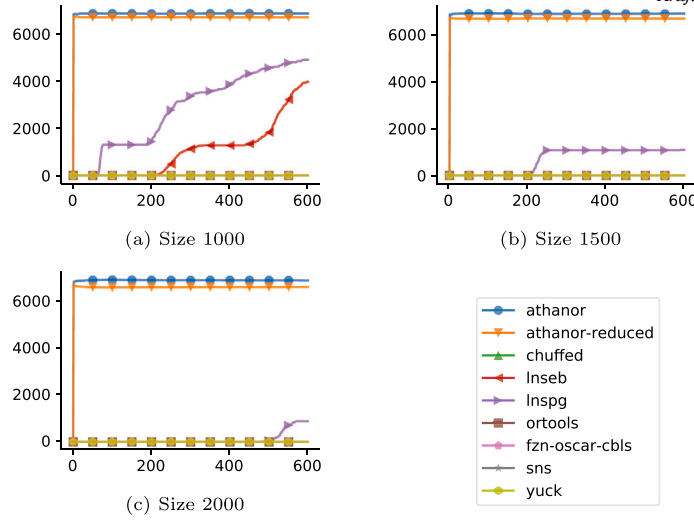 6000
4000
2000
0
0
200
400
600
(a) Size 1000
6000
4000
2000
0
0
200
400
600
(b) Size 1500
6000
4000
2000
0
0
200
400
600
(c) Size 2000
athanor
athanor-reduced
chuffed
lnseb
lnspg
ortools
fzn-oscar-cbls
sns
yuck